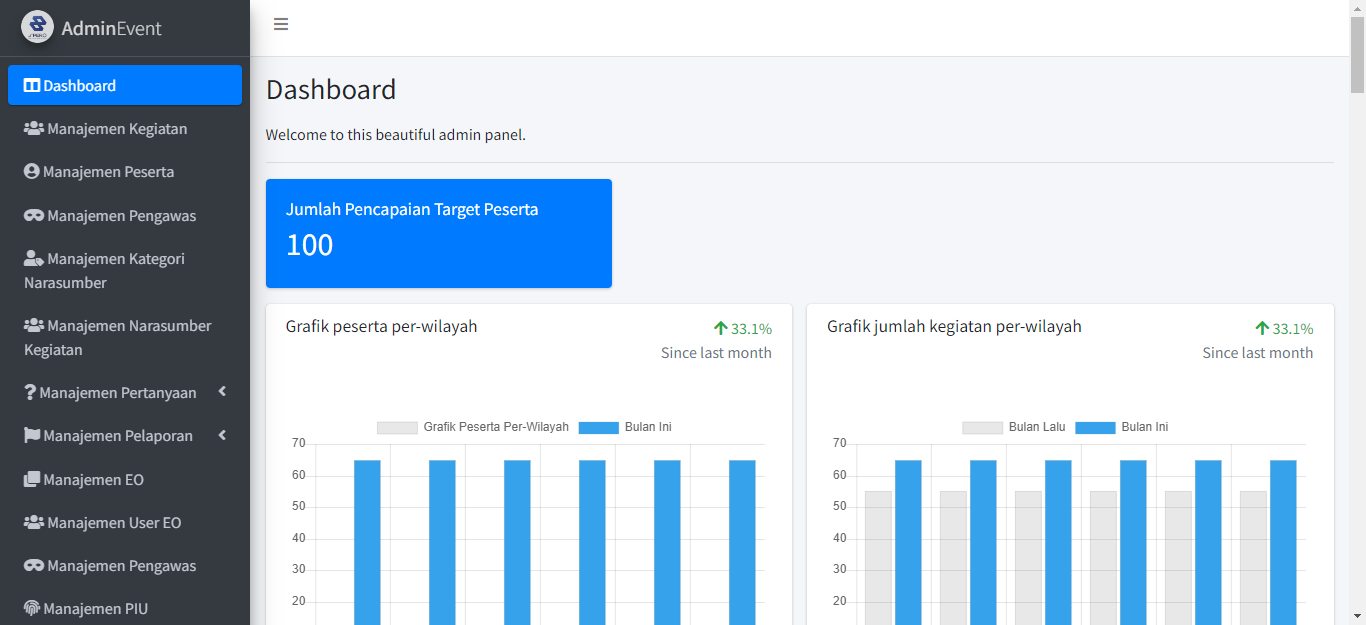 AdminEvent
Dashboard
Manajemen Kegiatan
Manajemen Peserta
Manajemen Pengawas
Manajemen Kategori
Narasumber
Manajemen Narasumber
Kegiatan
Manajemen Pertanyaan
Manajemen Pelaporan
Manajemen EO
Manajemen User EO
Manajemen Pengawas
Manajemen PIU
Dashboard
Welcome to this beautiful admin panel.
Jumlah Pencapaian Target Peserta
100
Grafik peserta per-wilayah
33.1%
Since last month
Grafik Peserta Per-Wilayah Bulan Ini
70
60
50
40
30
20
Grafik jumlah kegiatan per-wilayah
33.1%
Since last month
Bulan Lalu Bulan Ini
70
60
50
40
30
20